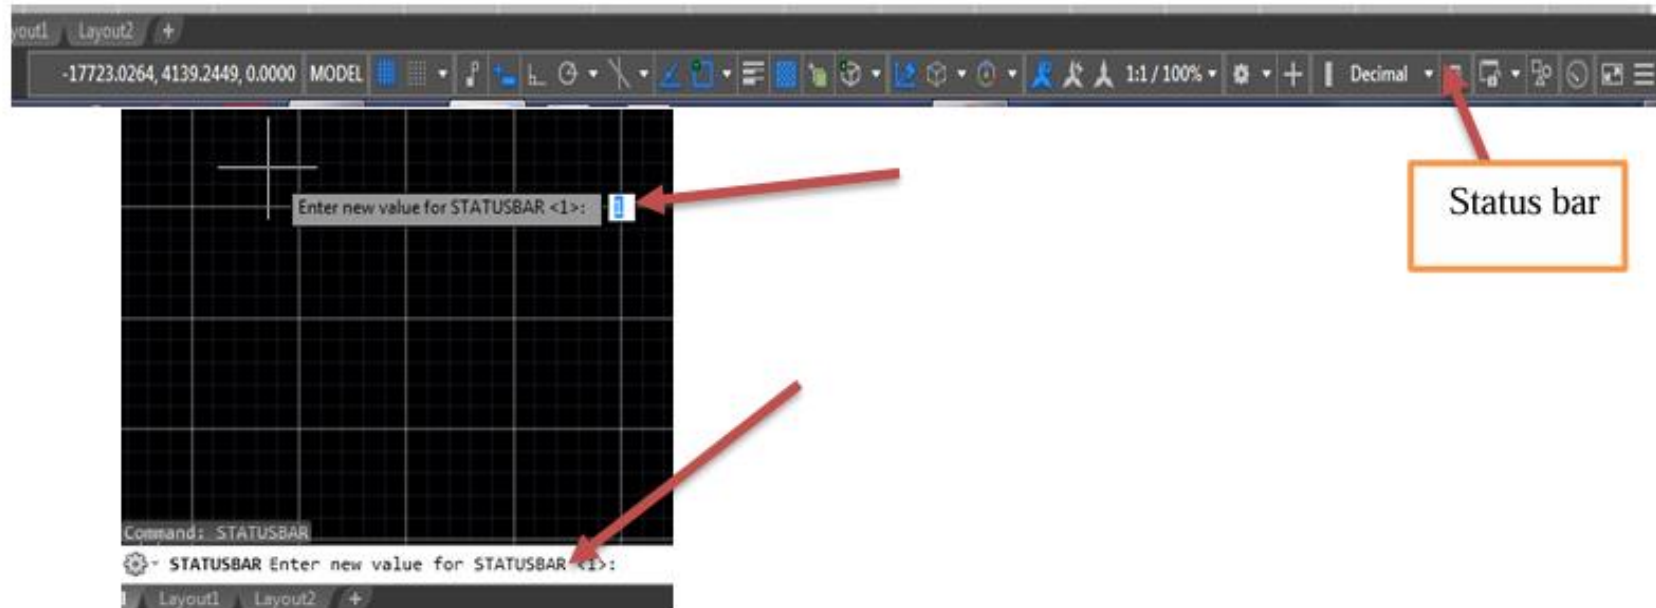 yout1 Layout2 +
-17723.0264, 4139.2449, 0.0000 MODEL 1:1 / 100% Decimal
Status bar
Enter new value for STATUSBAR <1>: 1
Command: STATUSBAR
STATUSBAR Enter new value for STATUSBAR <1>:
Layout1 Layout2 +